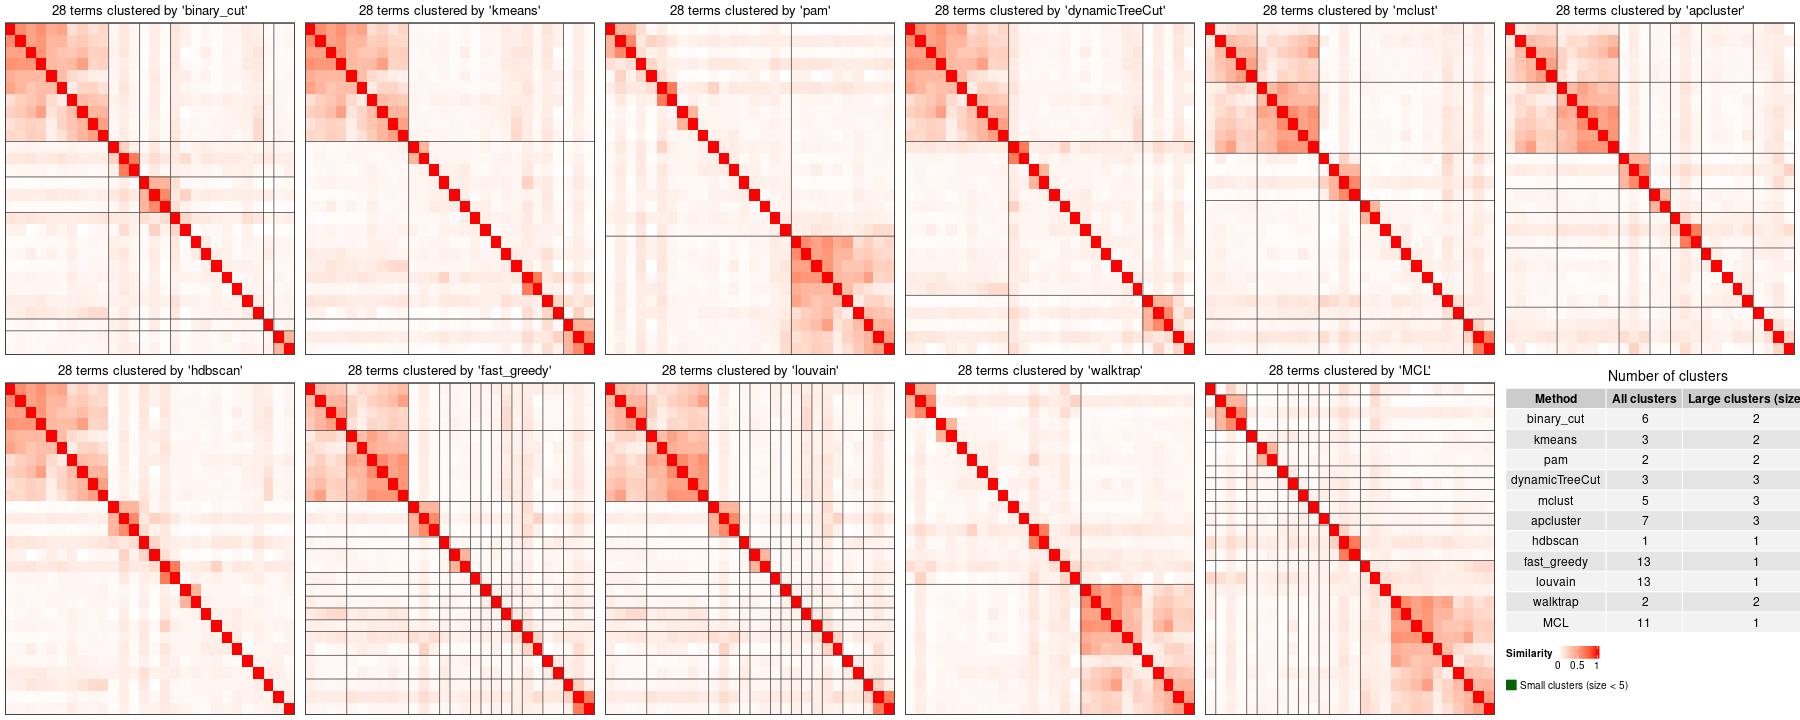 28 terms clustered by 'binary_cut'
28 terms clustered by 'kmeans'
28 terms clustered by 'pam'
28 terms clustered by 'dynamicTreeCut'
28 terms clustered by 'mclust'
28 terms clustered by 'apcluster'
28 terms clustered by 'hdbscan'
28 terms clustered by 'fast_greedy'
28 terms clustered by 'louvain'
28 terms clustered by 'walktrap'
28 terms clustered by 'MCL'
Number of clusters
Method All clusters Large clusters (size
binary_cut 6 2
kmeans 3 2
pam 2 2
dynamicTreeCut 3 3
mclust 5 3
apcluster 7 3
hdbscan 1 1
fast_greedy 13 1
louvain 13 1
walktrap 2 2
MCL 11 1
Similarity
0 0.5 1
Small clusters (size < 5)